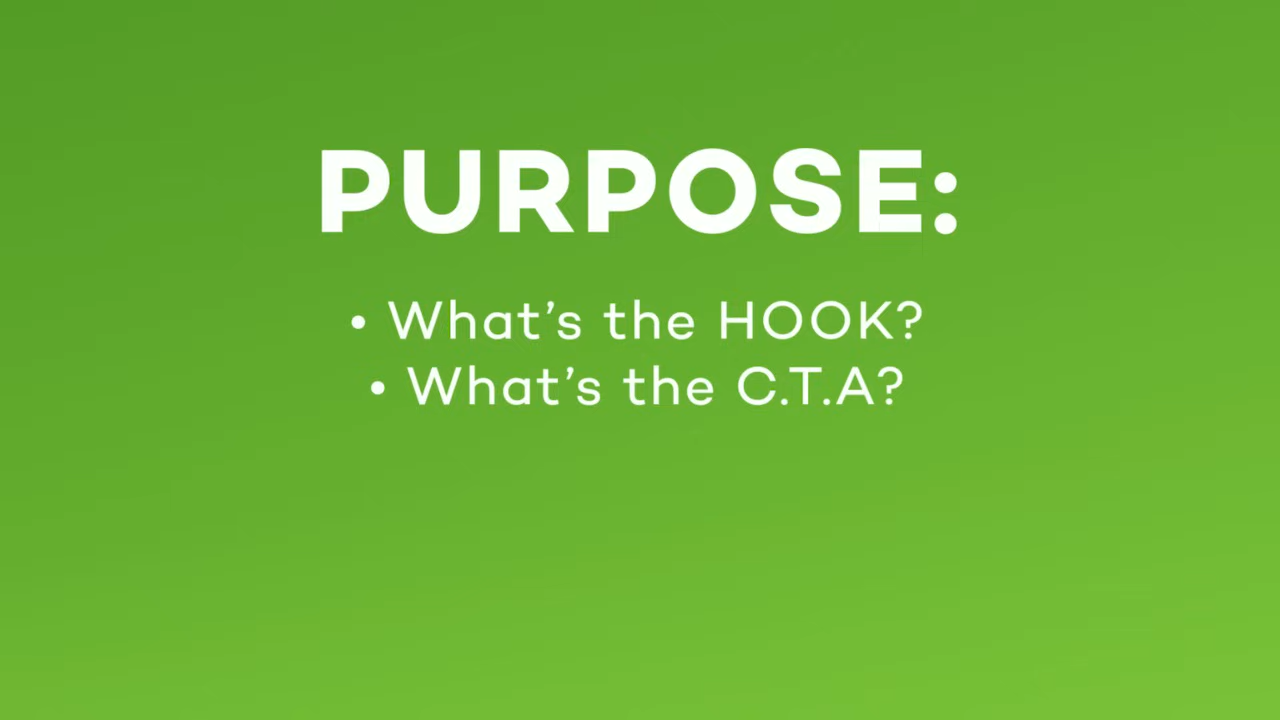 PURPOSE:
• What’s the HOOK?
• What’s the C.T.A?